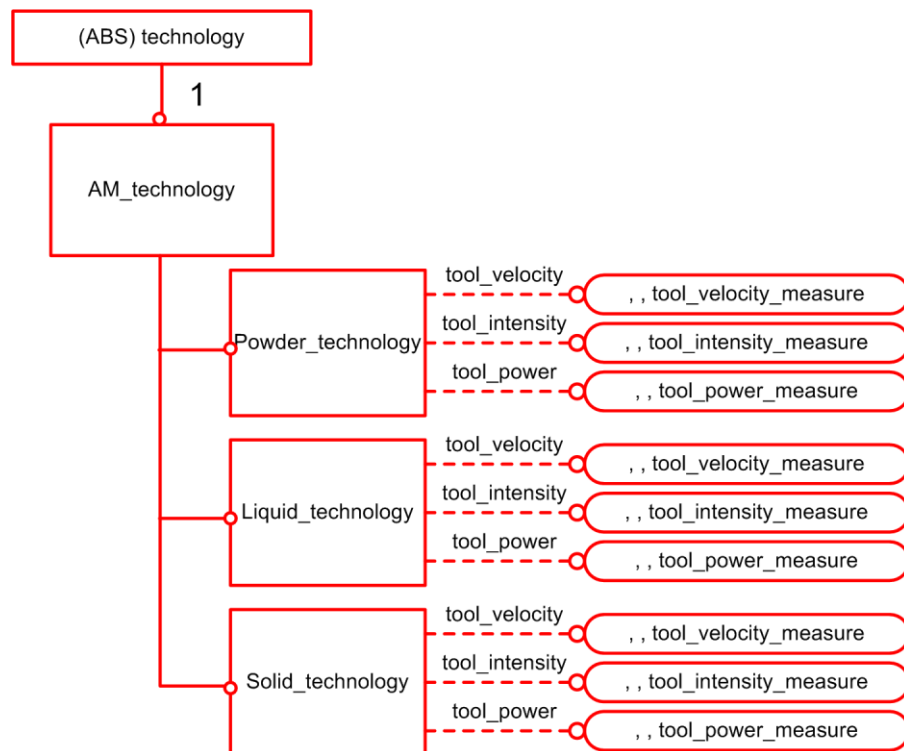 (ABS) technology
1
AM_technology
tool_velocity
, , tool_velocity_measure
tool_intensity
Powder_technology
, , tool_intensity_measure
tool_power
, , tool_power_measure
tool_velocity
, , tool_velocity_measure
tool_intensity
Liquid_technology
, , tool_intensity_measure
tool_power
, , tool_power_measure
tool_velocity
, , tool_velocity_measure
tool_intensity
Solid_technology
, , tool_intensity_measure
tool_power
, , tool_power_measure